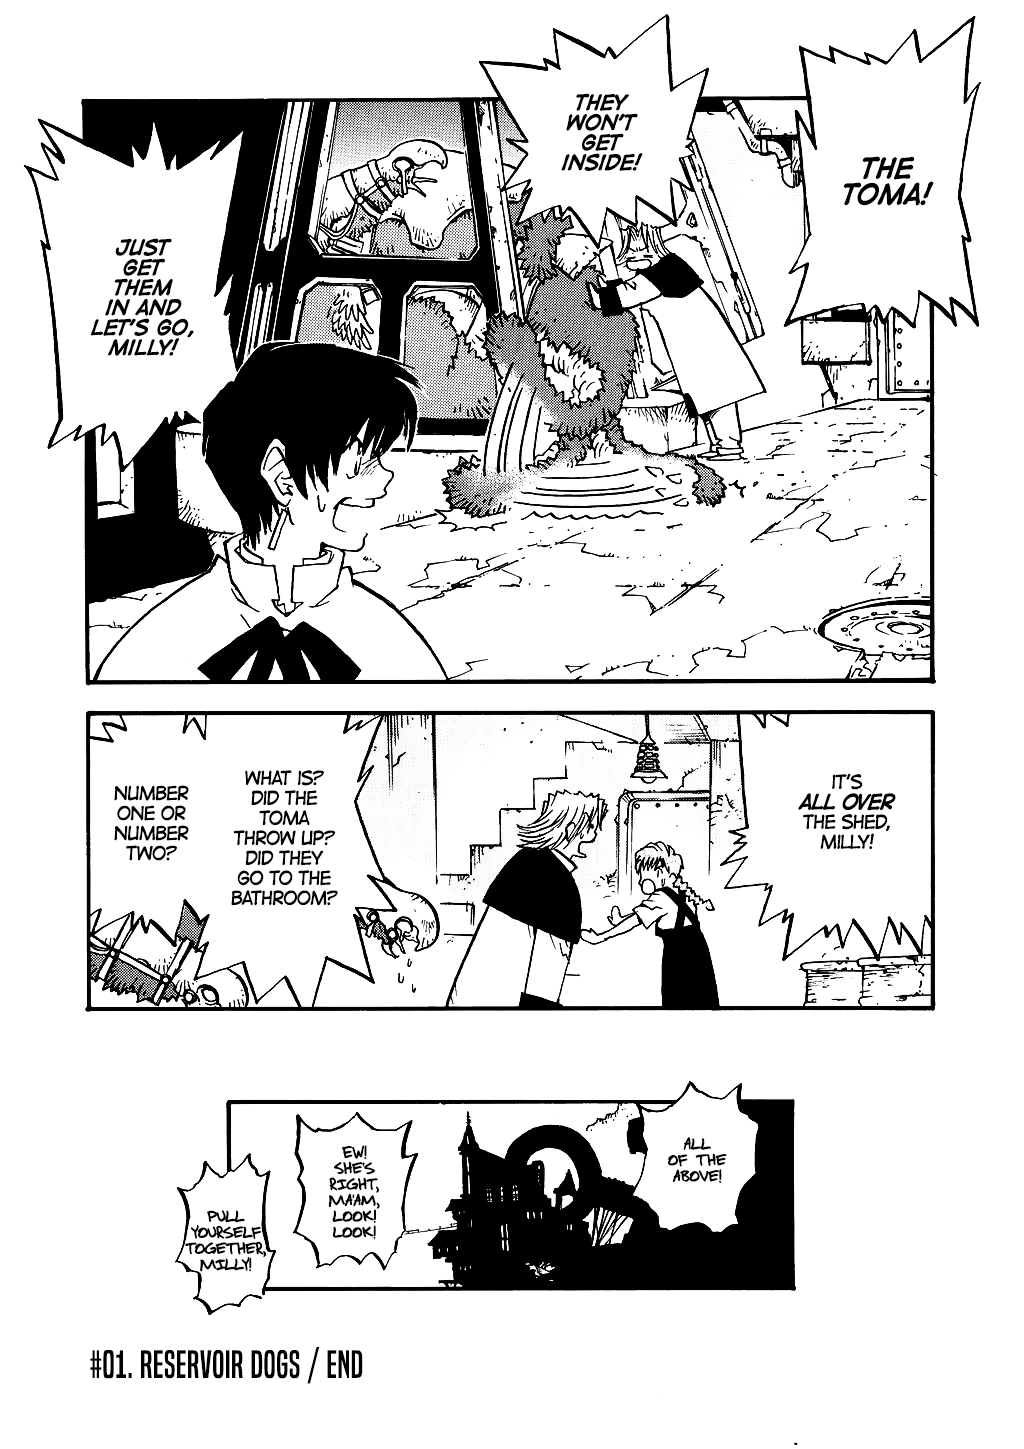 THE
TOMA!
THEY
WON'T
GET
INSIDE!
JUST
GET
THEM
IN AND
LET'S GO,
MILLY!
IT'S
ALL OVER
THE SHED,
MILLY!
WHAT IS?
DID THE
TOMA
THROW UP?
DID THEY
GO TO THE
BATHROOM?
NUMBER
ONE OR
NUMBER
TWO?
ALL
OF THE
ABOVE!
EW!
SHE'S
RIGHT,
MA'AM,
LOOK!
LOOK!
PULL
YOURSELF
TOGETHER,
MILLY!
#01. RESERVOIR DOGS / END